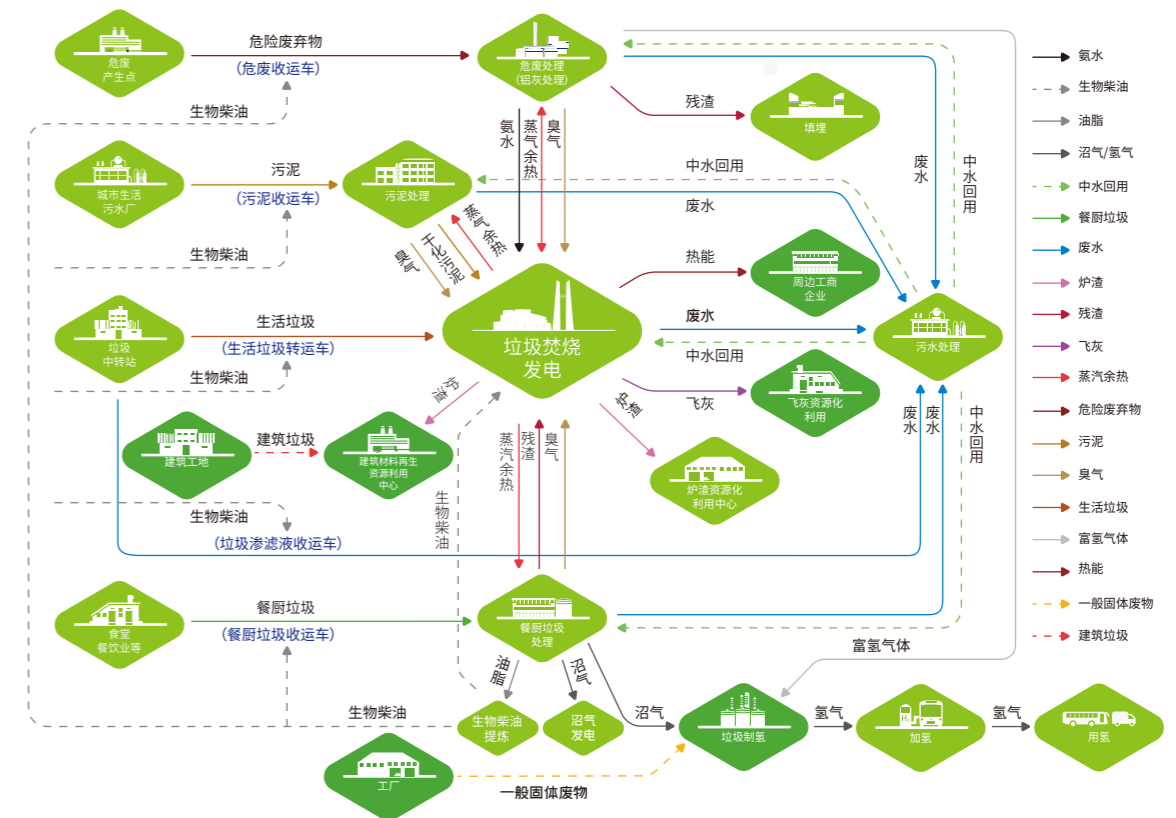 危险废弃物
（危废收运车）
危废
产生点
危废处理
（铝灰处理）
生物柴油
残渣
填埋
氨水
蒸气余热
臭气
废水
中水回用
污泥
（污泥收运车）
城市生活
污水厂
污泥处理
中水回用
废水
生物柴油
臭气
干化污泥
蒸气余热
热能
周边工商
企业
生活垃圾
（生活垃圾转运车）
垃圾
中转站
垃圾焚烧
发电
废水
中水回用
污水处理
生物柴油
炉渣
飞灰
飞灰资源化
利用
炉渣
建筑工地
建筑垃圾
建筑材料再生
资源利用
中心
蒸汽余热
残渣
臭气
炉渣资源化
利用中心
废水
废水
中水回用
生物柴油
生物柴油
（垃圾渗滤液收运车）
餐厨垃圾
（餐厨垃圾收运车）
食堂
餐饮业等
餐厨垃圾
处理
富氢气体
油脂
沼气
生物柴油
生物柴油
提炼
沼气
发电
沼气
垃圾制氢
氢气
加氢
氢气
用氢
工厂
一般固体废物
氨水
生物柴油
油脂
沼气/氢气
中水回用
餐厨垃圾
废水
炉渣
残渣
飞灰
蒸汽余热
危险废弃物
污泥
臭气
生活垃圾
富氢气体
热能
一般固体废物
建筑垃圾